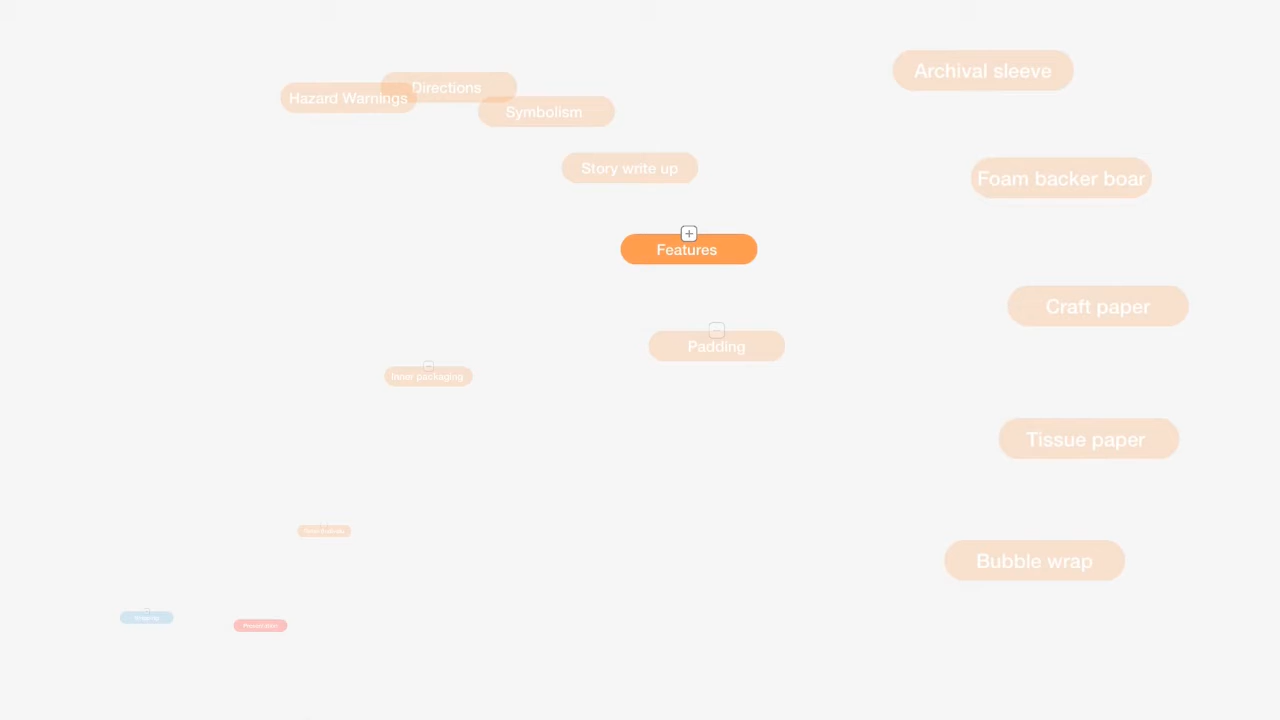 Archival sleeve
Directions
Hazard Warnings
Symbolism
Story write up
Foam backer boar
Features
Craft paper
Padding
Inner packaging
Tissue paper
Bubble wrap
Presentation